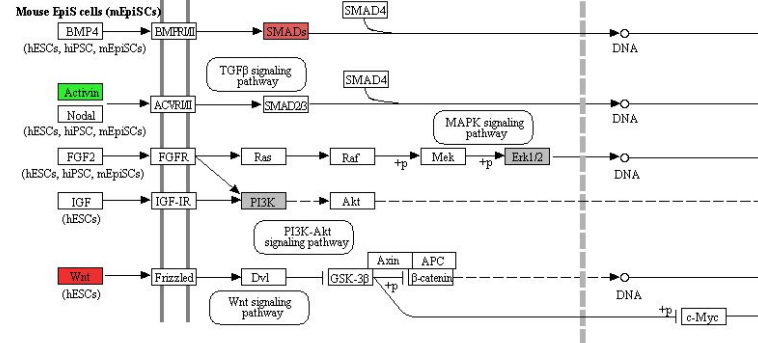 Mouse EpiS cells (mEpiSCs)
SMAD4
BMP4
BMPRI/II
SMADs
(hESCs, hiPSC, mEpiSCs)
DNA
TGFβ signaling
pathway
SMAD4
Activin
ACVRI/II
SMAD2/3
Nodal
DNA
(hESCs, hiPSC, mEpiSCs)
MAPK signaling
pathway
FGF2
FGFR
Ras
Raf
+p
Mek
+p
Erk1/2
(hESCs, hiPSC, mEpiSCs)
DNA
IGF
IGF-IR
PI3K
Akt
(hESCs)
PI3K-Akt
signaling pathway
Axin
APC
Wnt
Frizzled
Dvl
GSK-3β
+p
β-catenin
(hESCs)
DNA
Wnt signaling
pathway
+p
c-Myc